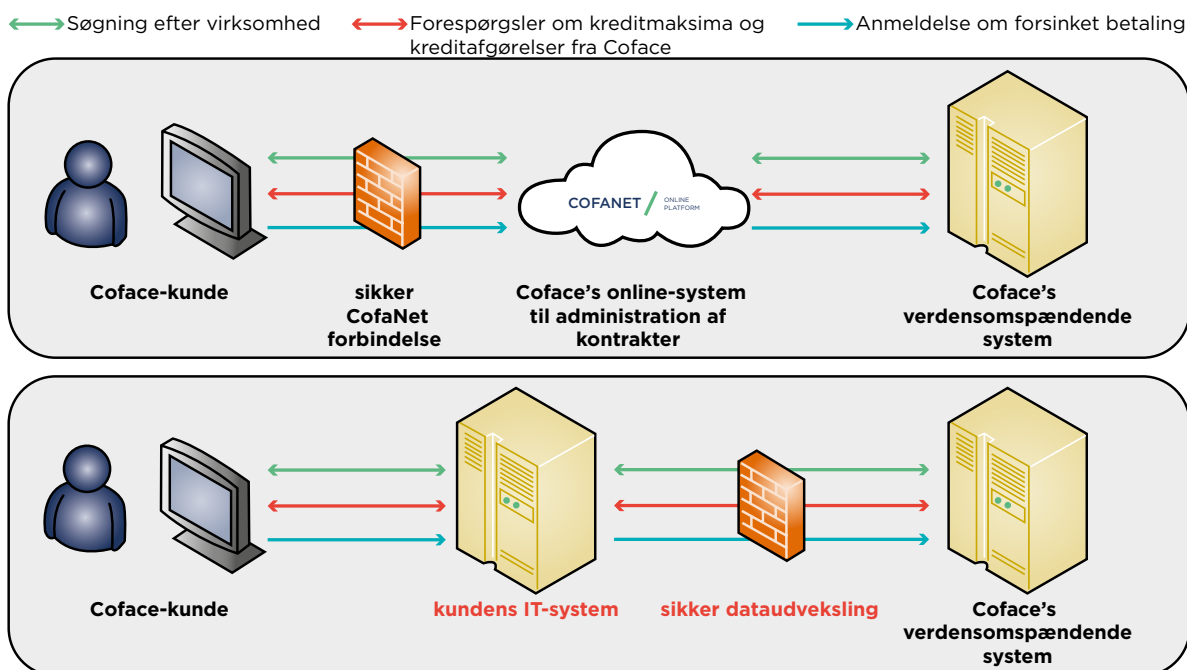 Søgning efter virksomhed
Forespørgsler om kreditmaksima og
kreditafgørelser fra Coface
Anmeldelse om forsinket betaling
COFANET / ONLINE
PLATFORM
Coface-kunde
sikker
CofaNet
forbindelse
Coface's online-system
til administration af
kontrakter
Coface's
verdensomspændende
system
Coface-kunde
kundens IT-system
sikker dataudveksling
Coface's
verdensomspændende
system